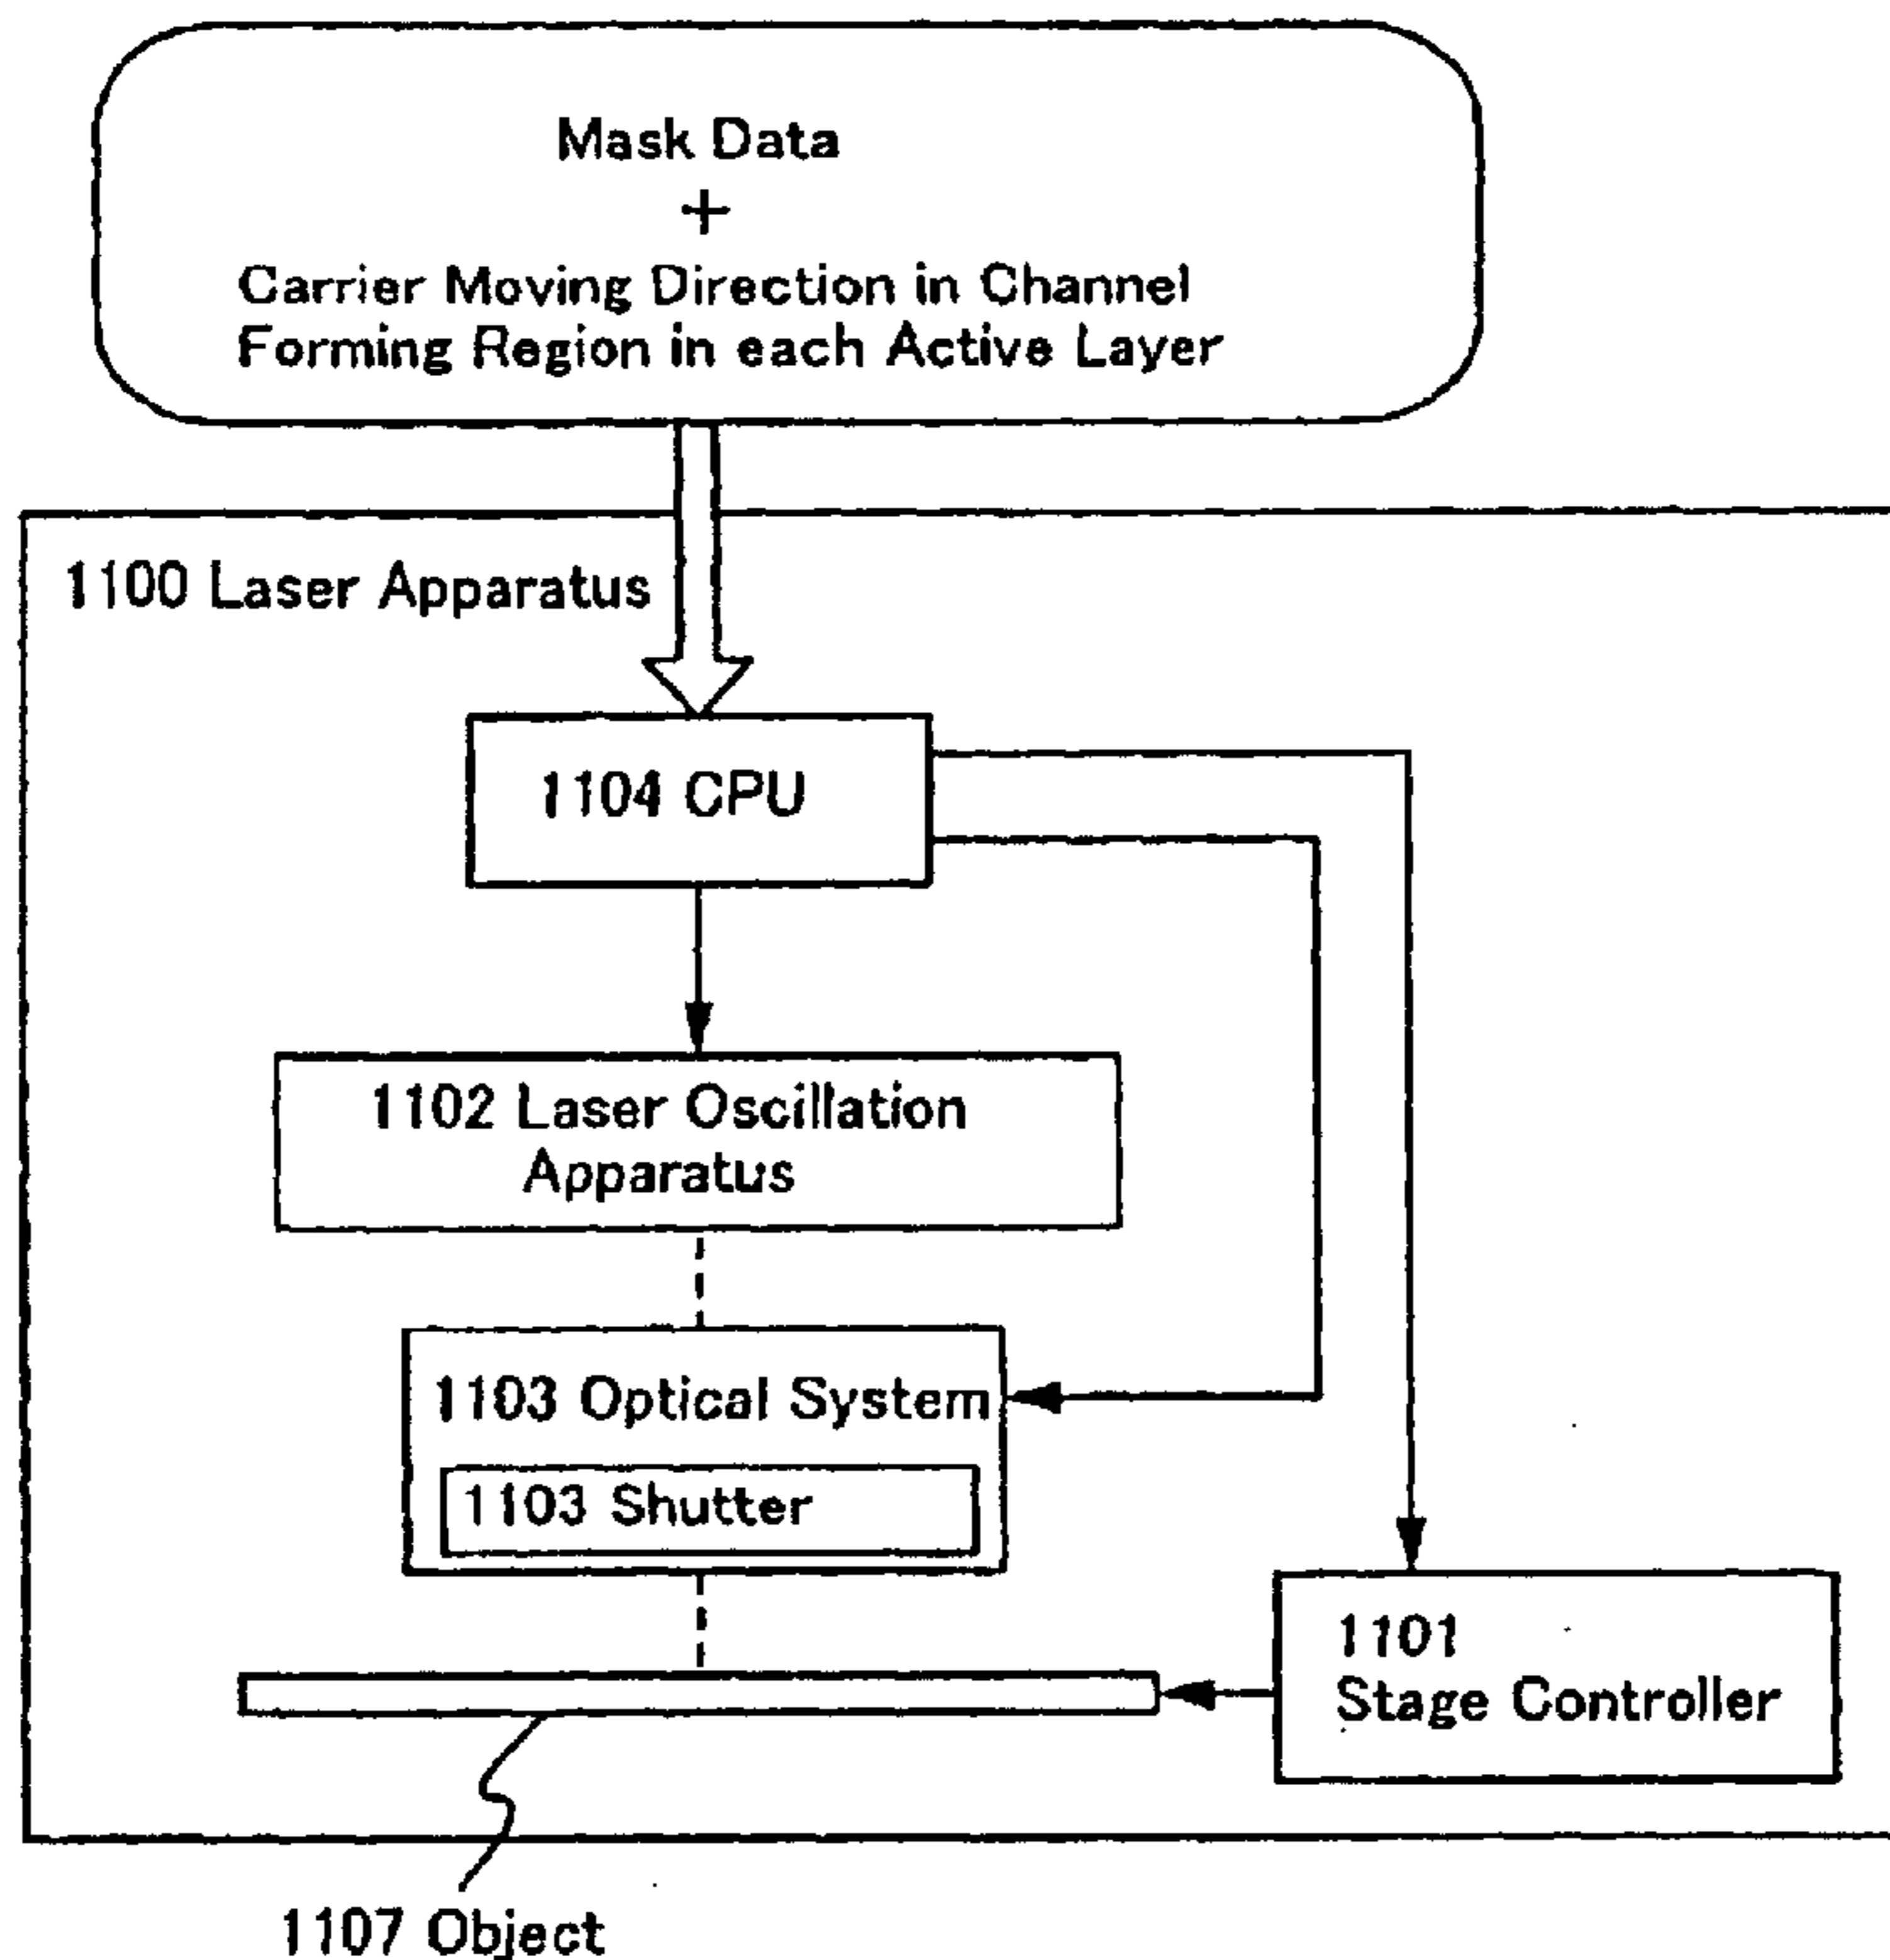 Mask Data
+
Carrier Moving Direction in Channel
Forming Region in each Active Layer
1100 Laser Apparatus
1104 CPU
1102 Laser Oscillation
Apparatus
1103 Optical System
1103 Shutter
1101
Stage Controller
1107 Object